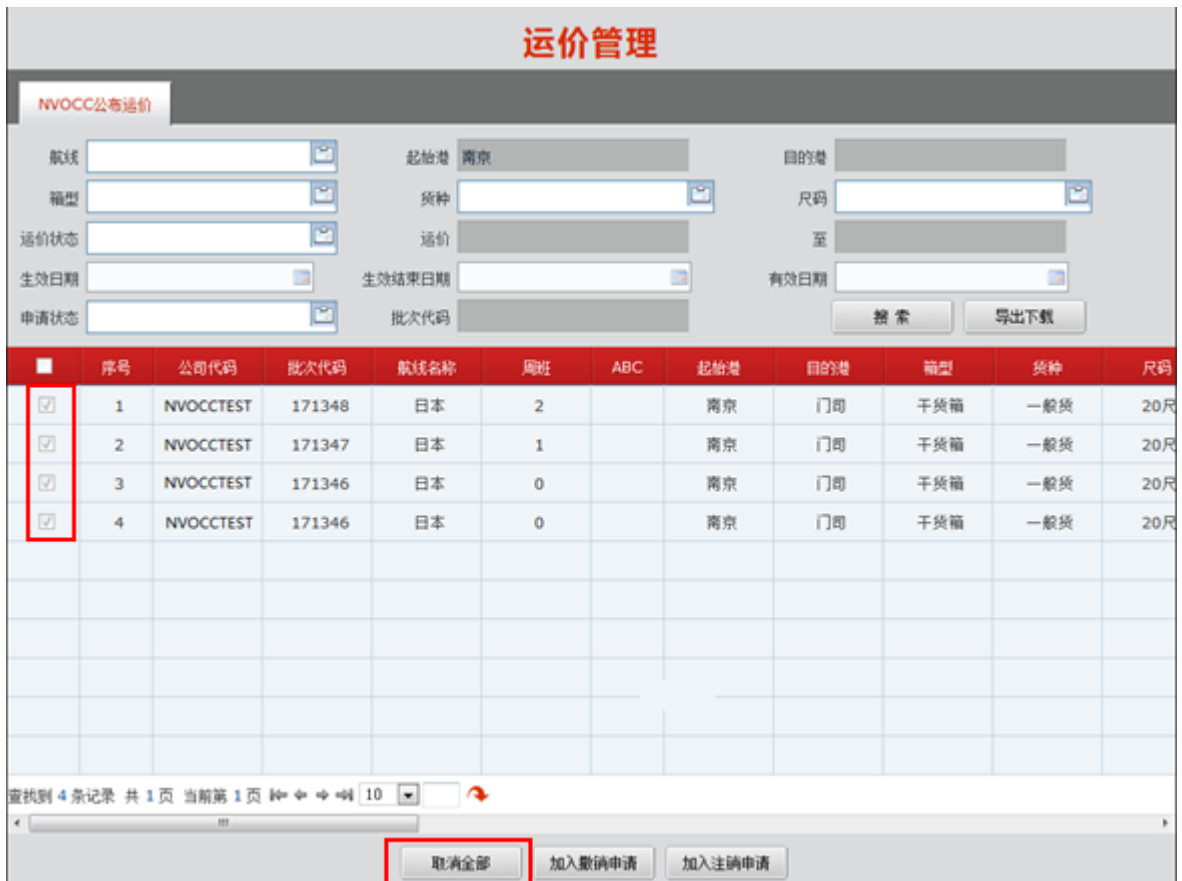 运价管理
NVOCC公布运价
航线 起始港 南京 目的港
箱型 货种 尺码
运价状态 运价 至
生效日期 生效结束日期 有效日期
申请状态 批次代码 搜 索 导出下载
序号 公司代码 批次代码 航线名称 周班 ABC 起始港 目的港 箱型 货种 尺码
1 NVOCCTEST 171348 日本 2 南京 门司 干货箱 一般货 20尺
2 NVOCCTEST 171347 日本 1 南京 门司 干货箱 一般货 20尺
3 NVOCCTEST 171346 日本 0 南京 门司 干货箱 一般货 20尺
4 NVOCCTEST 171346 日本 0 南京 门司 干货箱 一般货 20尺
查找到 4 条记录 共 1 页 当前第 1 页 10
取消全部 加入撤销申请 加入注销申请